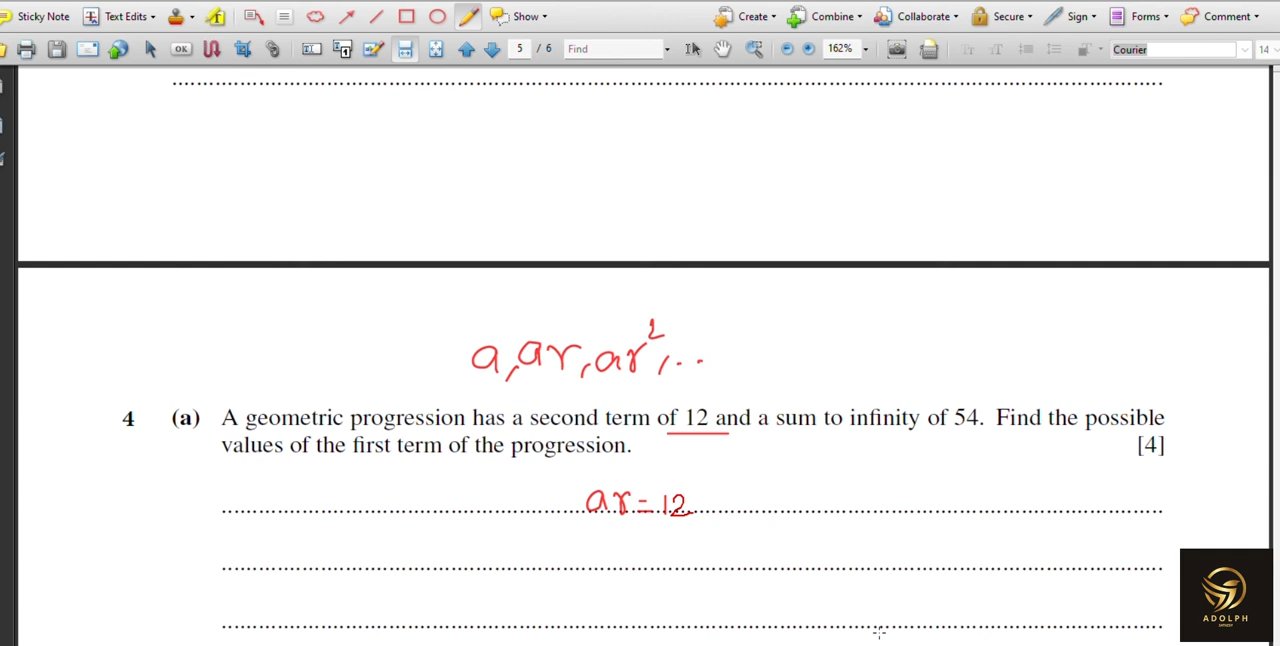 Sticky Note Text Edits Show Create Combine Collaborate Secure Sign Forms Comment
OK 5 / 6 Find 162% Tr T Courier 14
a, ar, ar², ..
4 (a) A geometric progression has a second term of 12 and a sum to infinity of 54. Find the possible
values of the first term of the progression. [4]
ar = 12
ADOLPH